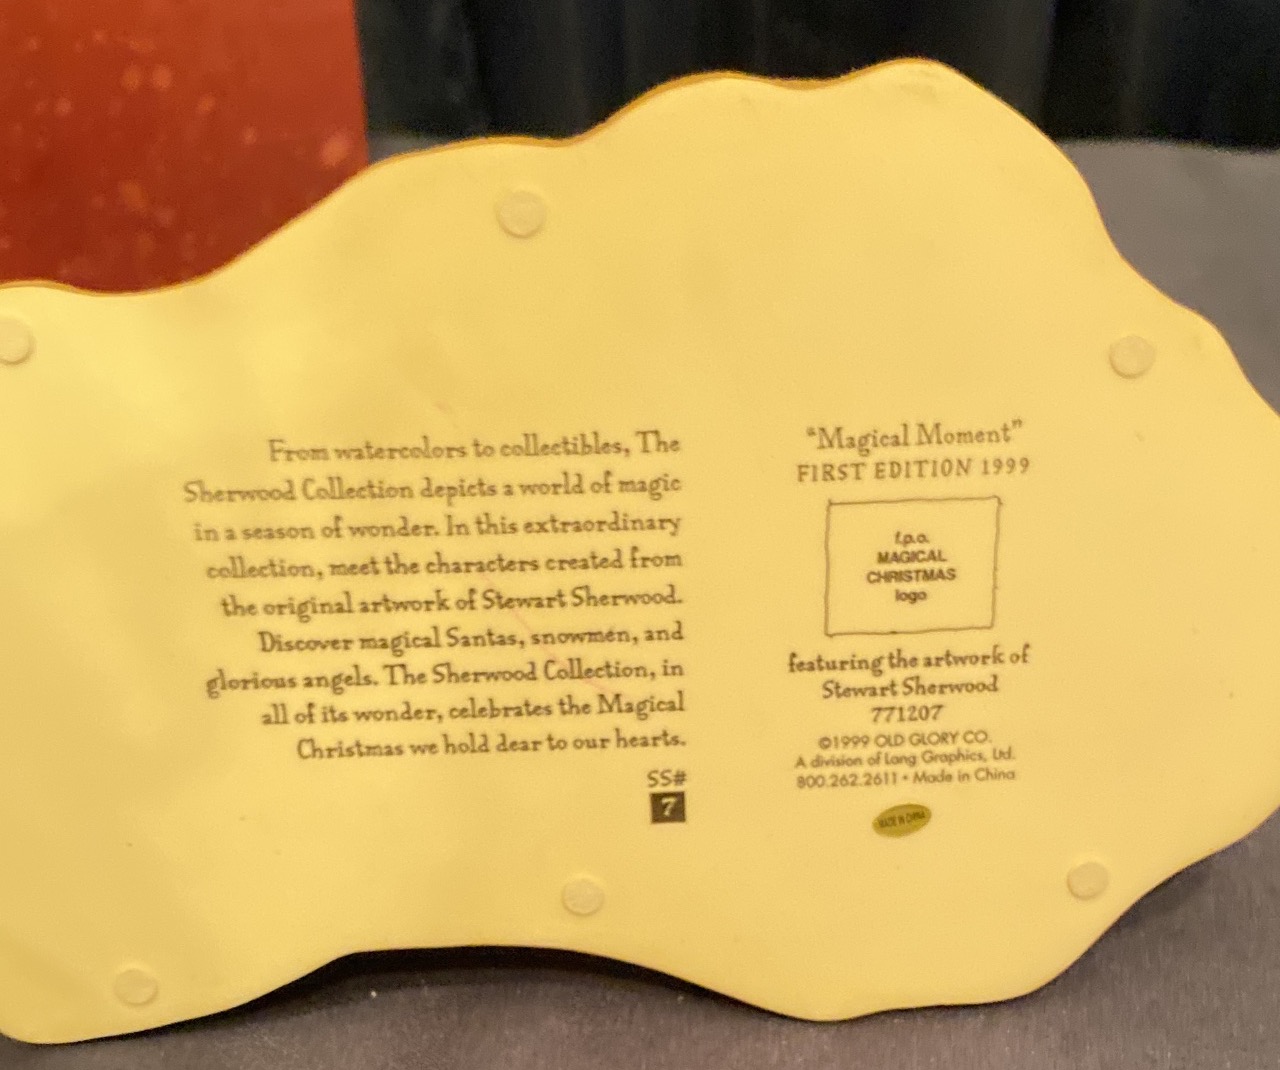 From watercolors to collectibles, The
Sherwood Collection depicts a world of magic
in a season of wonder. In this extraordinary
collection, meet the characters created from
the original artwork of Stewart Sherwood.
Discover magical Santas, snowmen, and
glorious angels. The Sherwood Collection, in
all of its wonder, celebrates the Magical
Christmas we hold dear to our hearts.
SS#
7
"Magical Moment"
FIRST EDITION 1999
f.p.o.
MAGICAL
CHRISTMAS
logo
featuring the artwork of
Stewart Sherwood
771207
©1999 OLD GLORY CO.
A division of Lang Graphics, Ltd.
800.262.2611 • Made in China
MADE IN CHINA